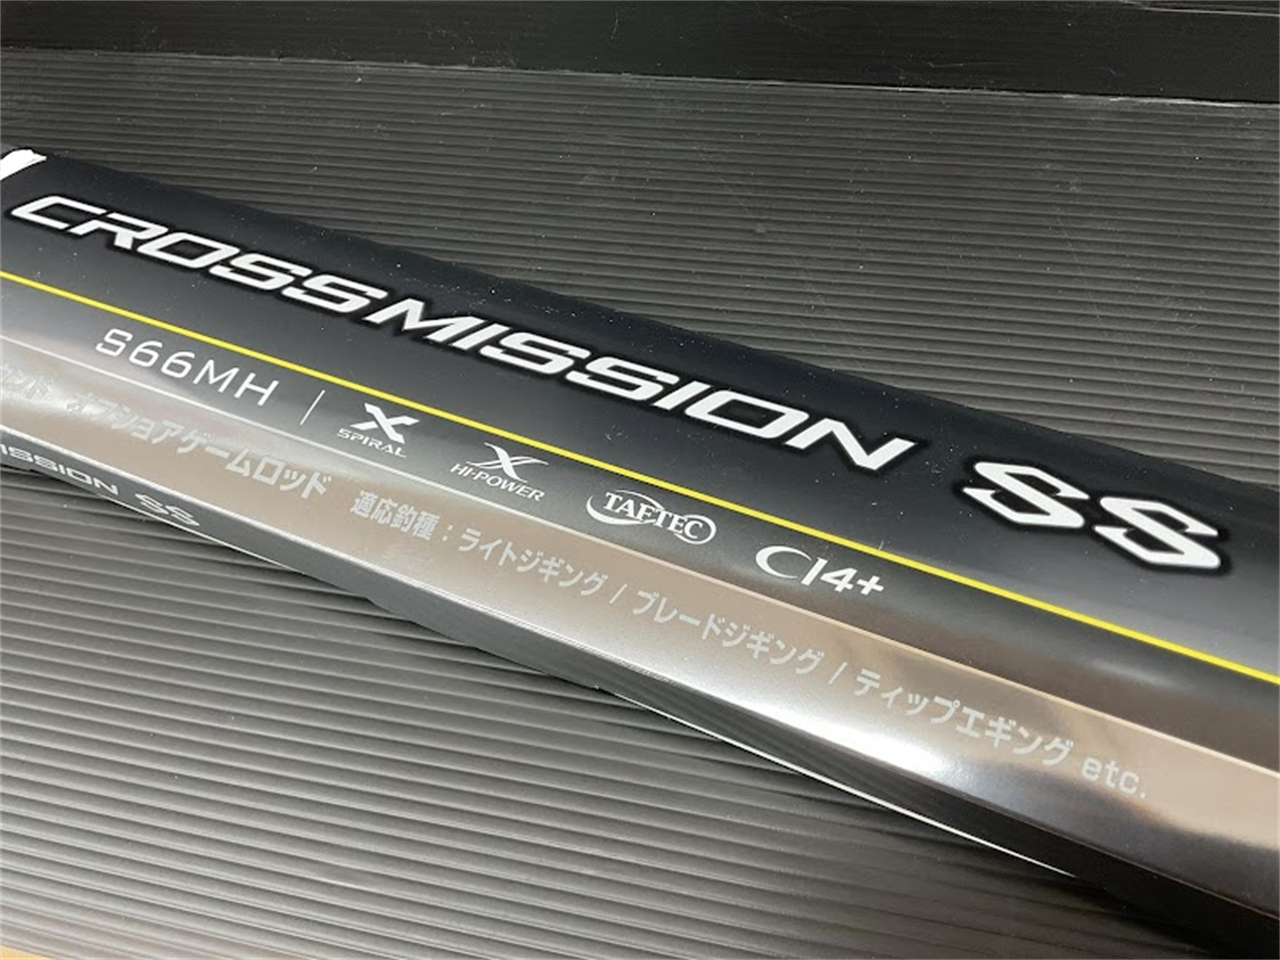 CROSSMISSION SS
S66MH | X SPIRAL X HI-POWER TAFTEC CI4+
オフショアゲームロッド 適応釣種:ライトジギング / ブレードジギング / ティップエギング etc.
MISSION SS